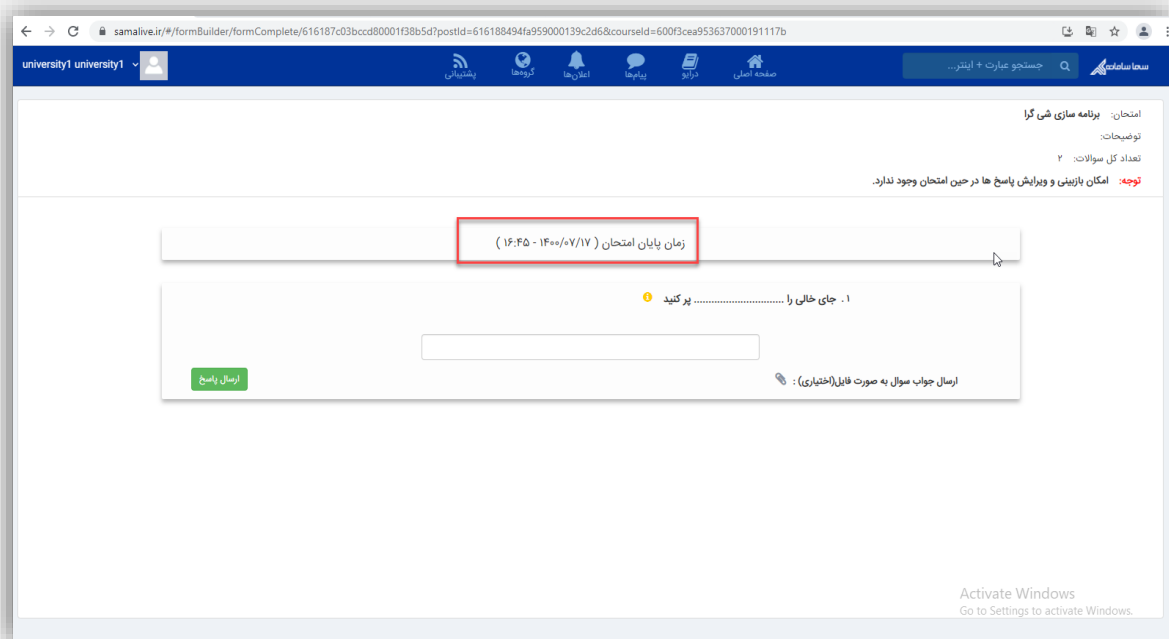 samalive.ir/#/formBuilder/formComplete/616187c03bccd80001f38b5d?postId=616188494fa959000139c2d6&courseId=600f3cea953637000191117b
سما سامانه
جستجو عبارت + اینتر...
صفحه اصلی
درایو
پیام‌ها
اعلان‌ها
گروه‌ها
پشتیبانی
university1 university1
امتحان: برنامه سازی شی گرا
توضیحات:
تعداد کل سوالات: ۲
توجه: امکان بازبینی و ویرایش پاسخ ها در حین امتحان وجود ندارد.
زمان پایان امتحان ( ۱۴۰۰/۰۷/۱۷ - ۱۶:۴۵ )
۱ . جای خالی را .............................. پر کنید
ارسال جواب سوال به صورت فایل(اختیاری) :
ارسال پاسخ
Activate Windows
Go to Settings to activate Windows.